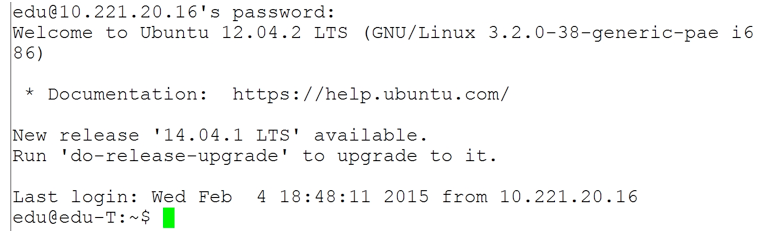 edu@10.221.20.16's password:
Welcome to Ubuntu 12.04.2 LTS (GNU/Linux 3.2.0-38-generic-pae i6
86)
* Documentation:  https://help.ubuntu.com/
New release '14.04.1 LTS' available.
Run 'do-release-upgrade' to upgrade to it.
Last login: Wed Feb  4 18:48:11 2015 from 10.221.20.16
edu@edu-T:~$